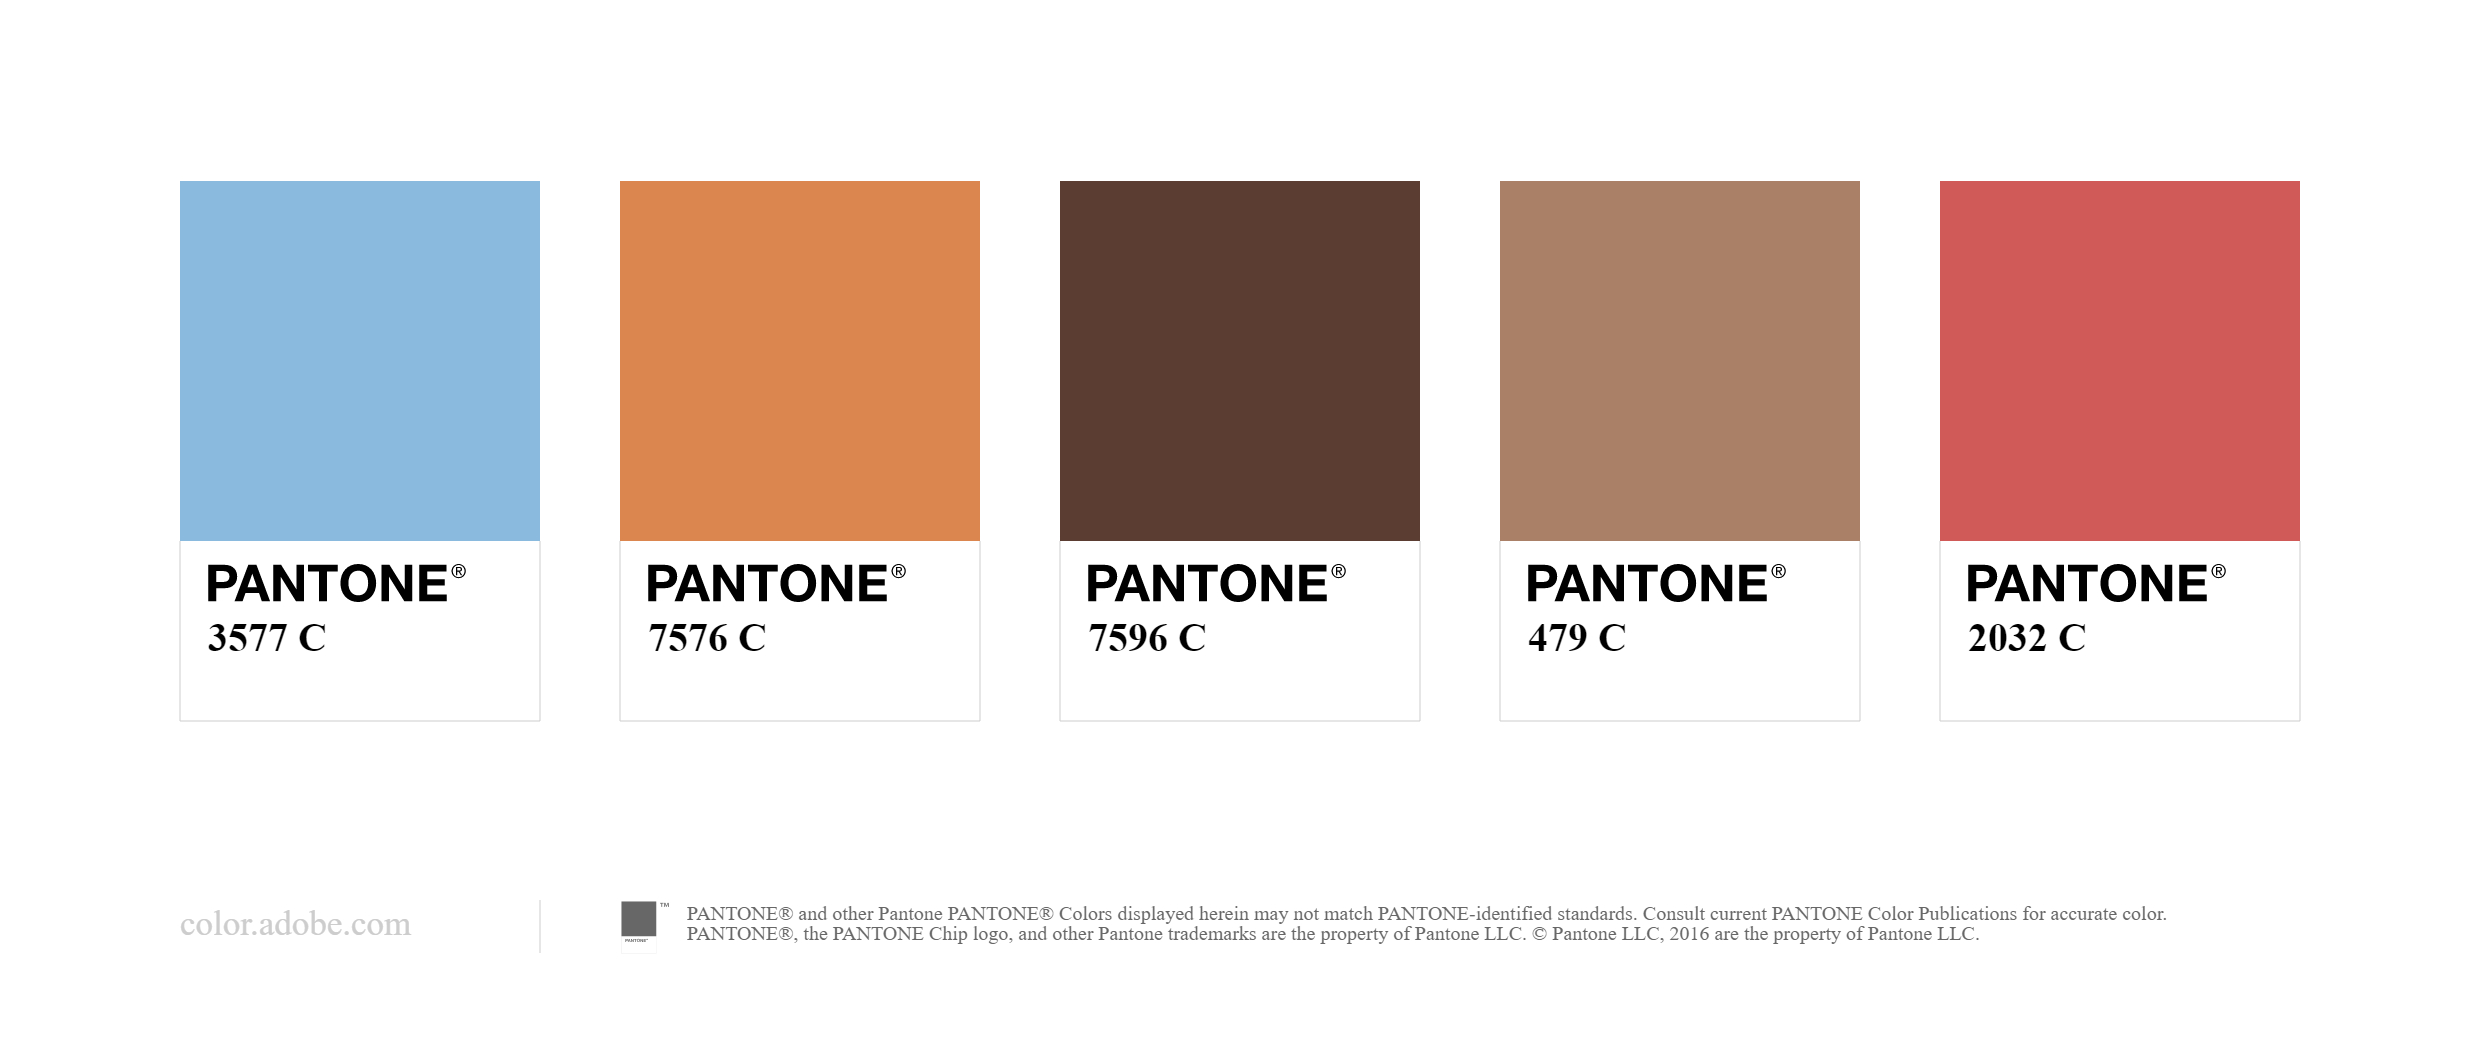 PANTONE®
3577 C
PANTONE®
7576 C
PANTONE®
7596 C
PANTONE®
479 C
PANTONE®
2032 C
color.adobe.com
PANTONE™
™
PANTONE® and other Pantone PANTONE® Colors displayed herein may not match PANTONE-identified standards. Consult current PANTONE Color Publications for accurate color.
PANTONE®, the PANTONE Chip logo, and other Pantone trademarks are the property of Pantone LLC. © Pantone LLC, 2016 are the property of Pantone LLC.